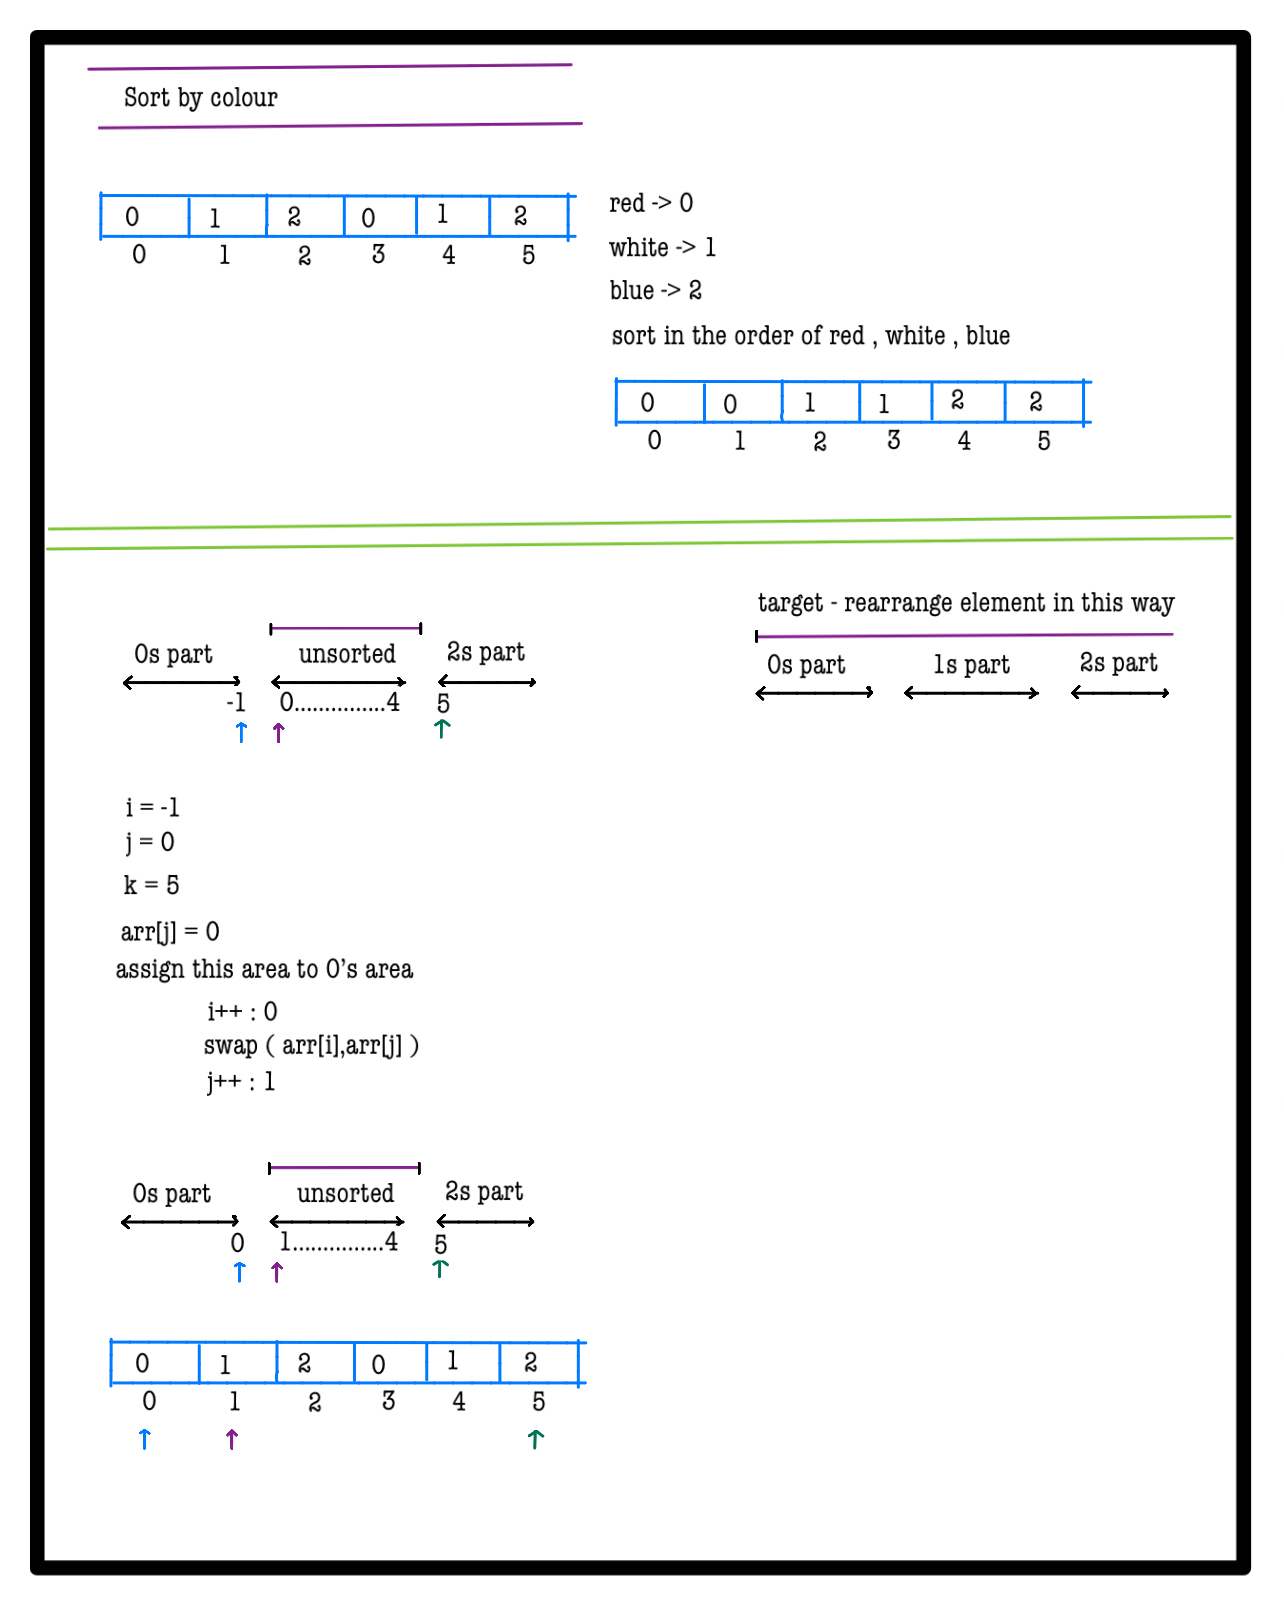 Sort by colour
0 1 2 0 1 2
0 1 2 3 4 5
red -> 0
white -> 1
blue -> 2
sort in the order of red , white , blue
0 0 1 1 2 2
0 1 2 3 4 5
target - rearrange element in this way
0s part unsorted 2s part
-1 0...............4 5
0s part 1s part 2s part
i = -1
j = 0
k = 5
arr[j] = 0
assign this area to 0’s area
i++ : 0
swap ( arr[i],arr[j] )
j++ : 1
0s part unsorted 2s part
0 1...............4 5
0 1 2 0 1 2
0 1 2 3 4 5